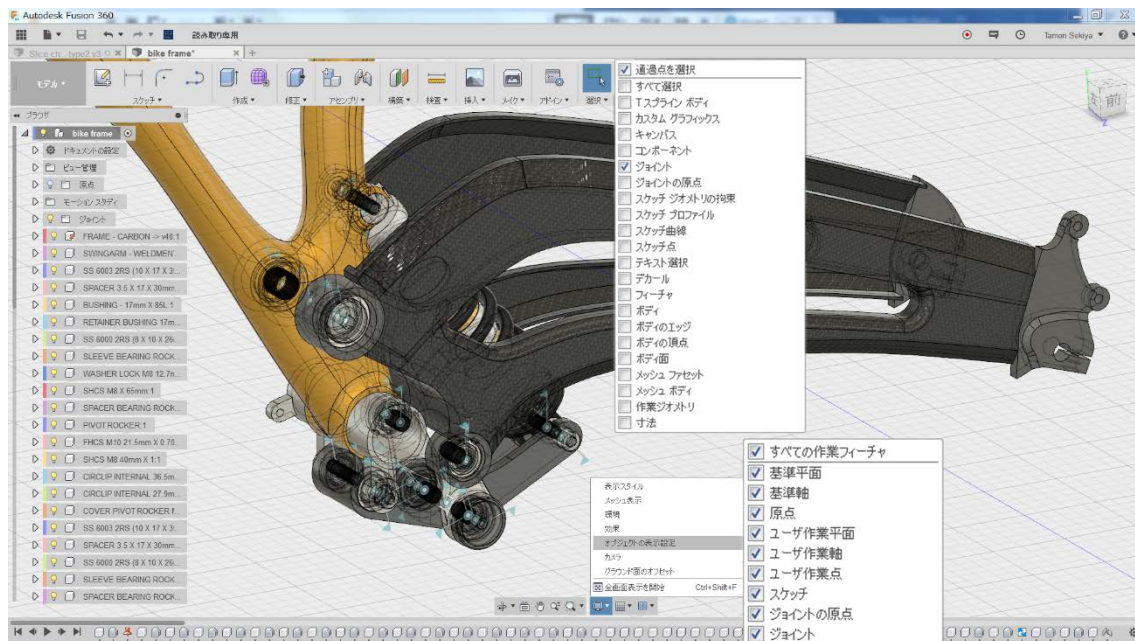 Autodesk Fusion 360
読み取り専用
Tamon Sekiya
Slice ch...type2 v3
bike frame*
モデル
スケッチ
作成
修正
アセンブリ
構築
検査
挿入
メイク
アドイン
選択
ブラウザ
bike frame
ドキュメントの設定
ビュー管理
原点
モーション スタディ
ジョイント
FRAME - CARBON -> v48:1
SWINGARM - WELDMEN
SS 6003 2RS (10 X 17 X 3...
SPACER 3.5 X 17 X 30mm...
BUSHING - 17mm X 85L:1
RETAINER BUSHING 17m...
SS 6000 2RS (8 X 10 X 26...
SLEEVE BEARING ROCK...
WASHER LOCK M8 12.7n...
SHCS M8 X 65mm:1
SPACER BEARING ROCK...
PIVOT ROCKER:1
FHCS M10 21.5mm X 0.78...
SHCS M8 40mm X 1:1
CIRCLIP INTERNAL 36.5m...
CIRCLIP INTERNAL 27.9m...
COVER PIVOT ROCKER f...
SS 6003 2RS (10 X 17 X 3:...
SPACER 3.5 X 17 X 30mm...
SS 6000 2RS (8 X 10 X 26...
SLEEVE BEARING ROCK...
SPACER BEARING ROCK...
通過点を選択
すべて選択
T スプライン ボディ
カスタム グラフィックス
キャンバス
コンポーネント
ジョイント
ジョイントの原点
スケッチ ジオメトリの拘束
スケッチ プロファイル
スケッチ曲線
スケッチ点
テキスト選択
デカール
フィーチャ
ボディ
ボディのエッジ
ボディの頂点
ボディ面
メッシュ ファセット
メッシュ ボディ
作業ジオメトリ
寸法
前
Z
表示スタイル
メッシュ表示
環境
効果
オブジェクトの表示設定
カメラ
グラウンド面のオフセット
全画面表示を開始 Ctrl+Shift+F
すべての作業フィーチャ
基準平面
基準軸
原点
ユーザ作業平面
ユーザ作業軸
ユーザ作業点
スケッチ
ジョイントの原点
ジョイント